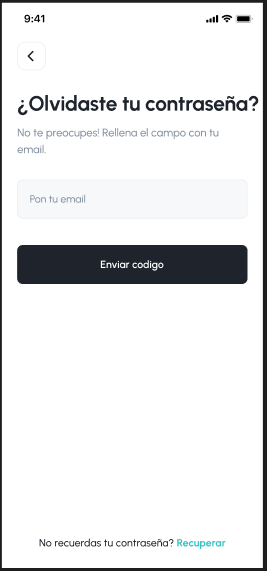 9:41
¿Olvidaste tu contraseña?
No te preocupes! Rellena el campo con tu
email.
Pon tu email
Enviar codigo
No recuerdas tu contraseña? Recuperar